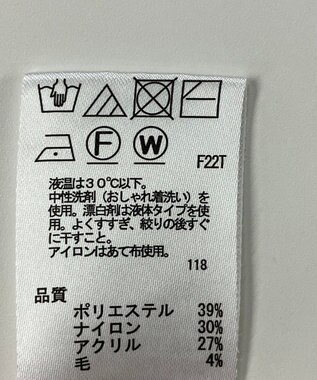 F W F22T
液温は30℃以下。
中性洗剤(おしゃれ着洗い)を
使用。漂白剤は液体タイプを使
用。よくすすぎ、絞りの後すぐ
に干すこと。
アイロンはあて布使用。
118
品質
ポリエステル 39%
ナイロン 30%
アクリル 27%
毛 4%